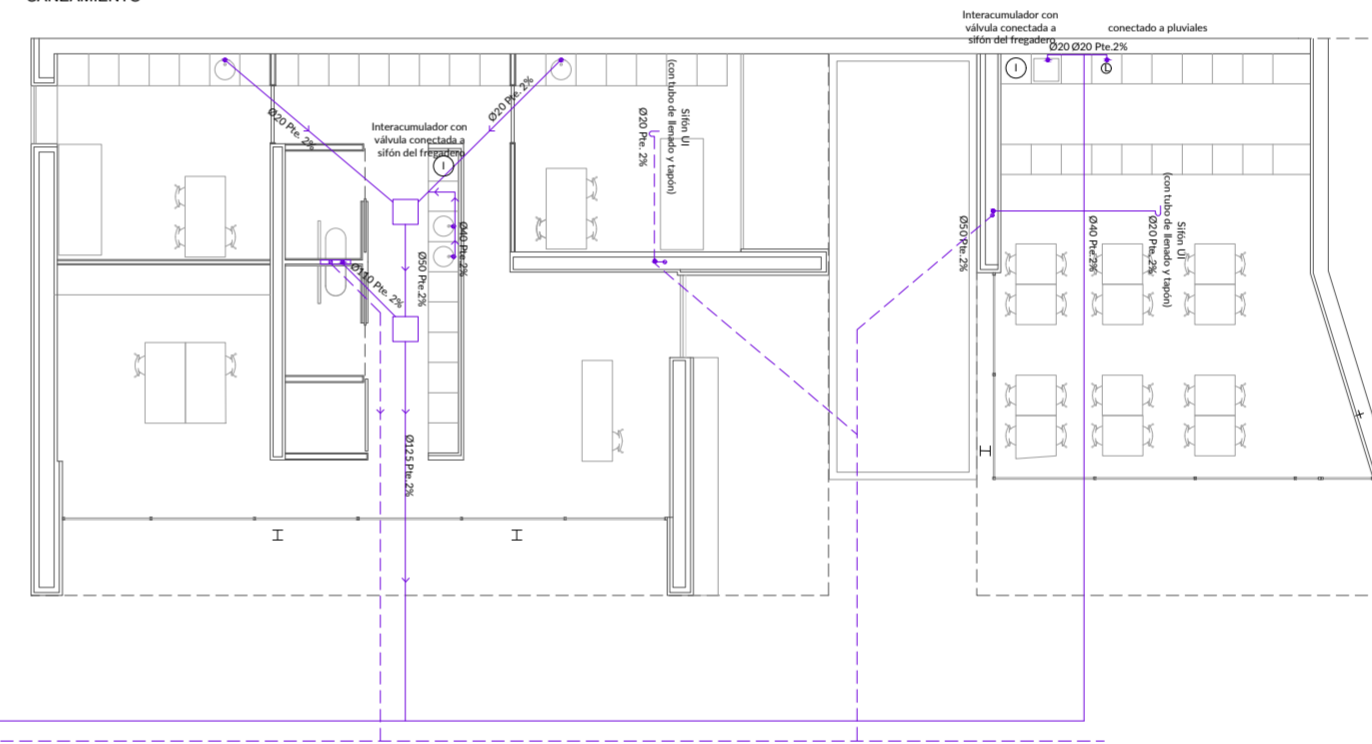 SANEAMIENTO
Interacumulador con
válvula conectada a
sifón del fregadero
conectado a pluviales
Ø20 Ø20 Pte.2%
I
L
Ø20 Pte. 2%
Ø20 Pte. 2%
Interacumulador con
válvula conectada a
sifón del fregadero
I
Sifón UI
(con tubo de llenado y tapón)
Ø20 Pte. 2%
Ø40 Pte.2%
Ø50 Pte.2%
Ø110 Pte. 2%
Ø125 Pte.2%
Ø50 Pte.2%
Ø40 Pte.2%
Ø20 Pte.2%
Sifón UI
(con tubo de llenado y tapón)